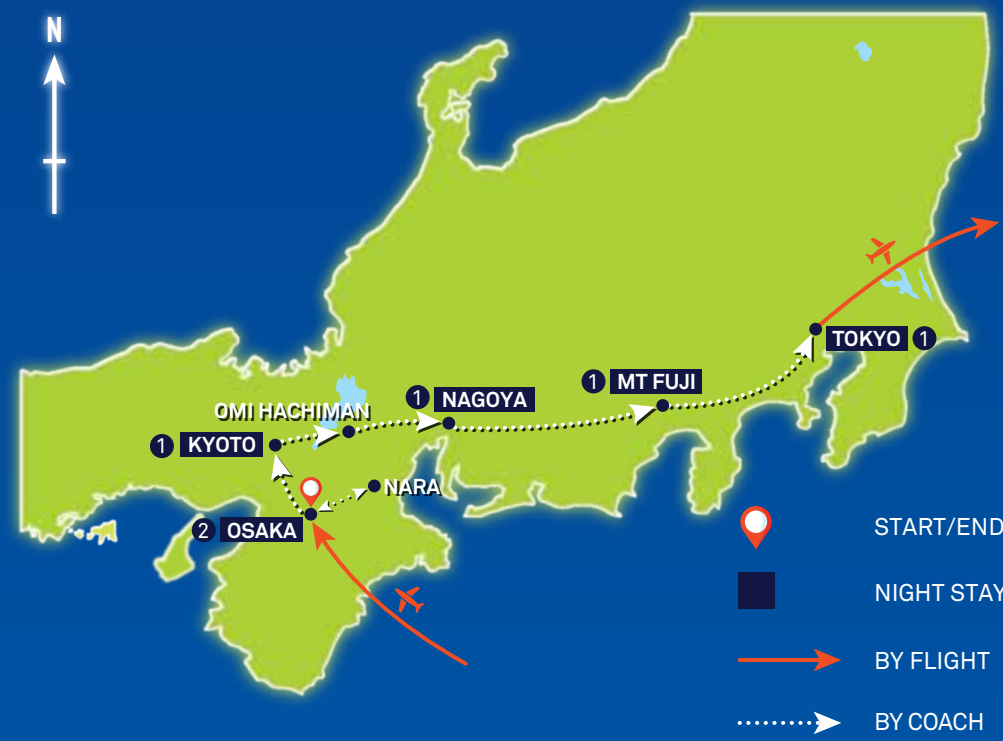 N
TOKYO 1
1 MT FUJI
1 NAGOYA
OMI HACHIMAN
1 KYOTO
NARA
2 OSAKA
START/END
NIGHT STAY
BY FLIGHT
BY COACH